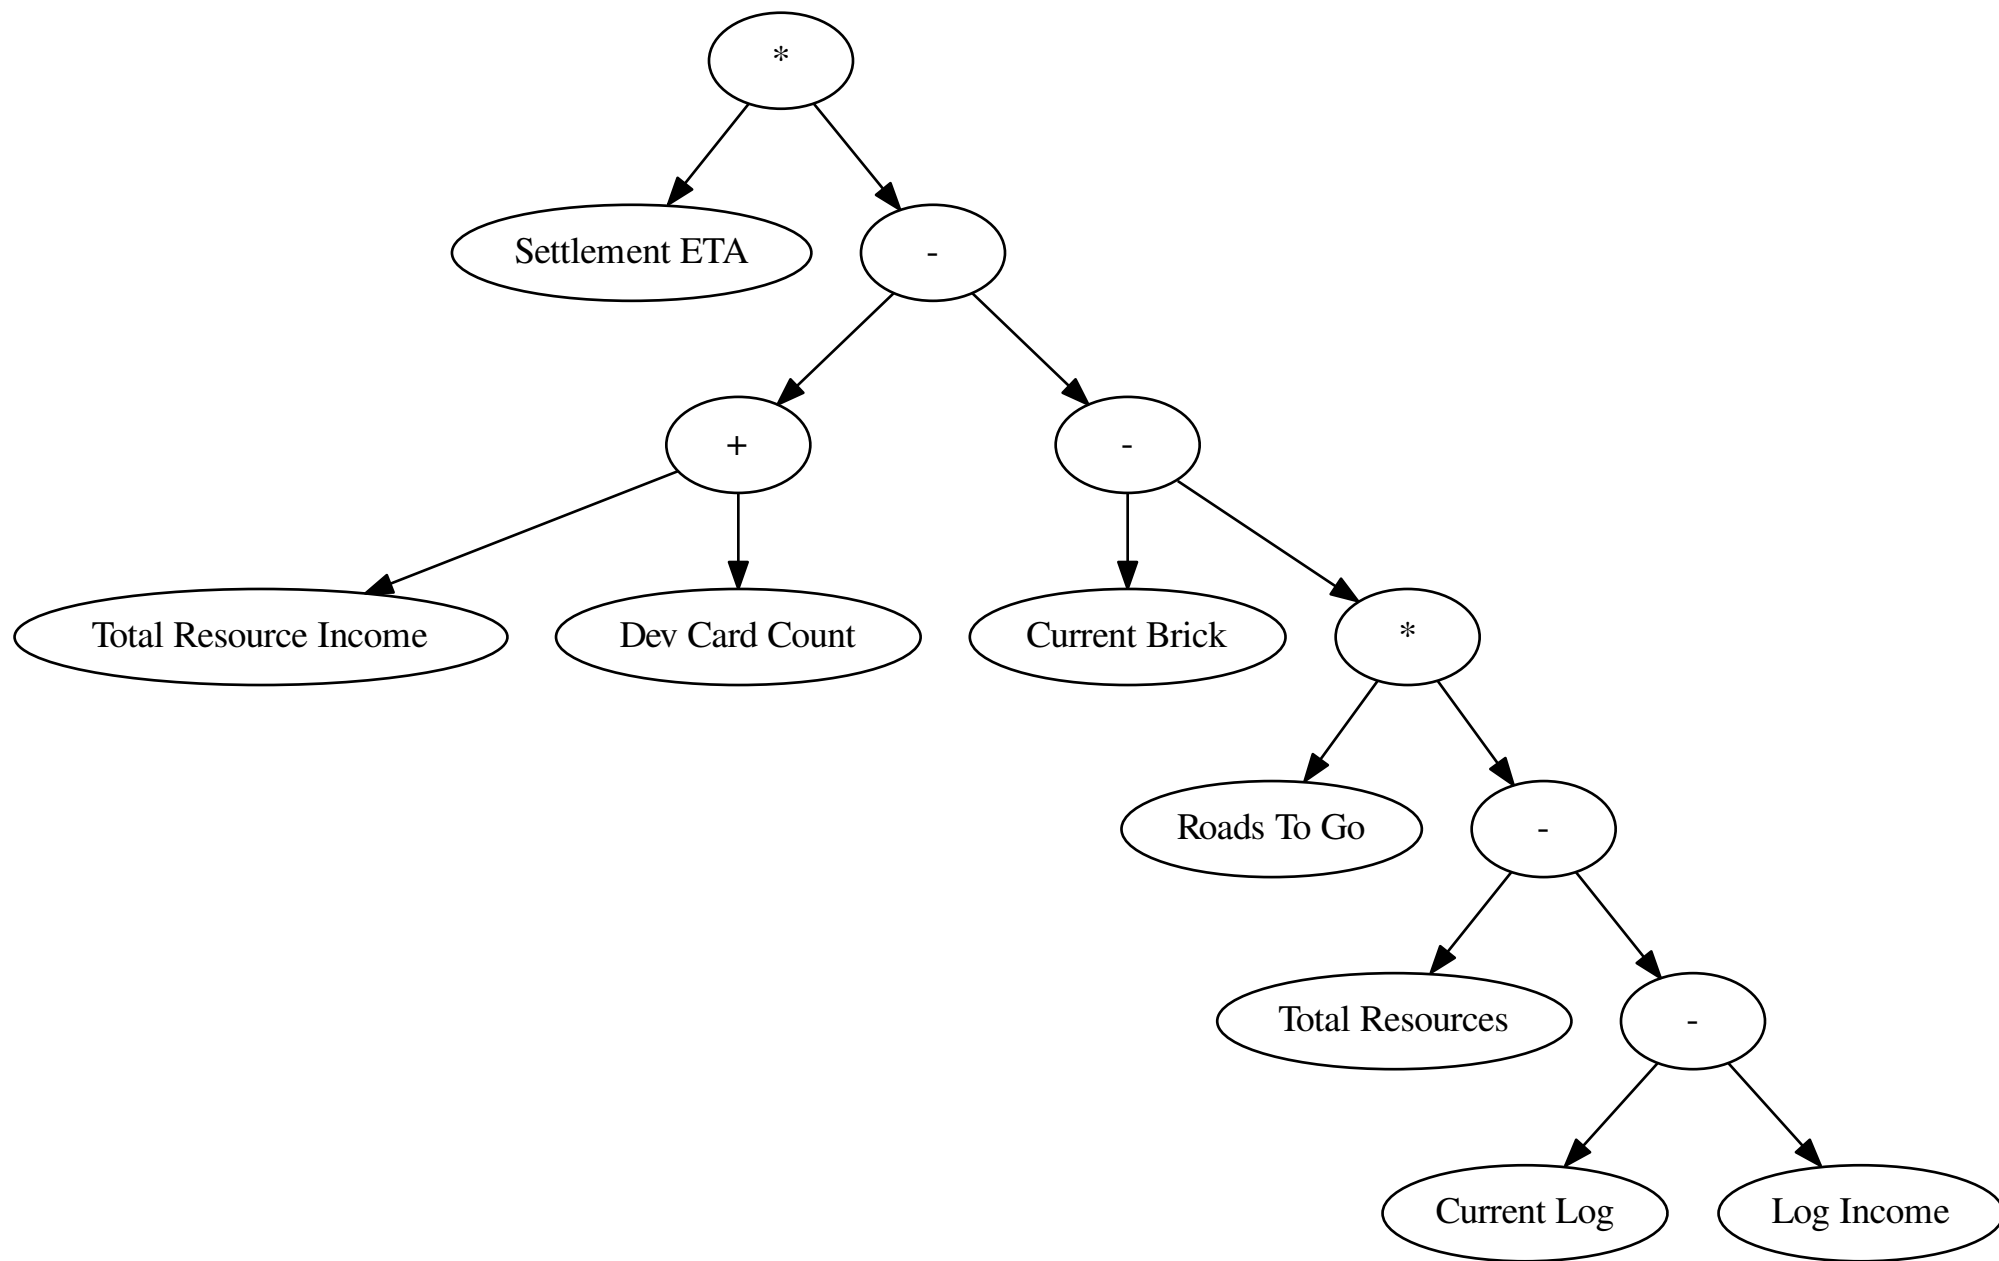 *
Settlement ETA
-
+
-
Total Resource Income
Dev Card Count
Current Brick
*
Roads To Go
-
Total Resources
-
Current Log
Log Income